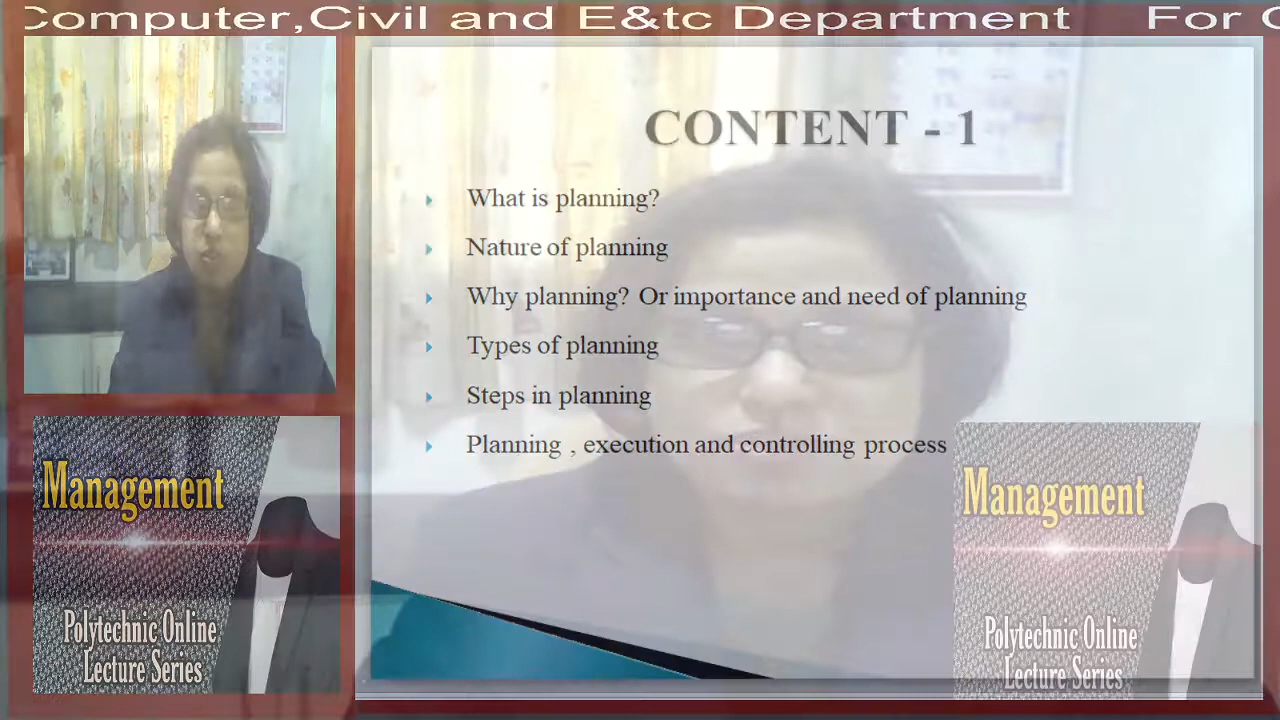 Computer,Civil and E&tc Department For
CONTENT - 1
What is planning?
Nature of planning
Why planning? Or importance and need of planning
Types of planning
Steps in planning
Planning , execution and controlling process
Management
Polytechnic Online
Lecture Series
Management
Polytechnic Online
Lecture Series